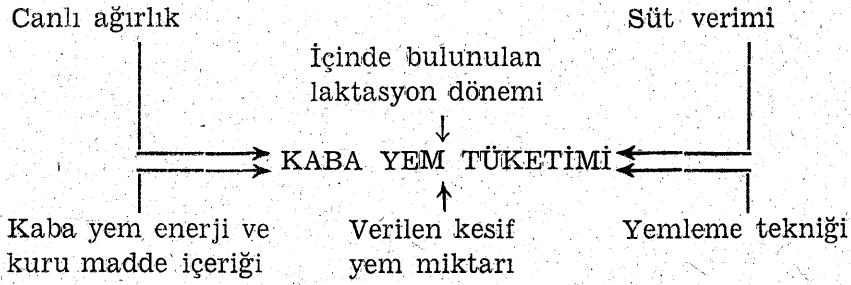 Canlı ağırlık
Süt verimi
İçinde bulunulan
laktasyon dönemi
KABA YEM TÜKETİMİ
Kaba yem enerji ve
kuru madde içeriği
Verilen kesif
yem miktarı
Yemleme tekniği